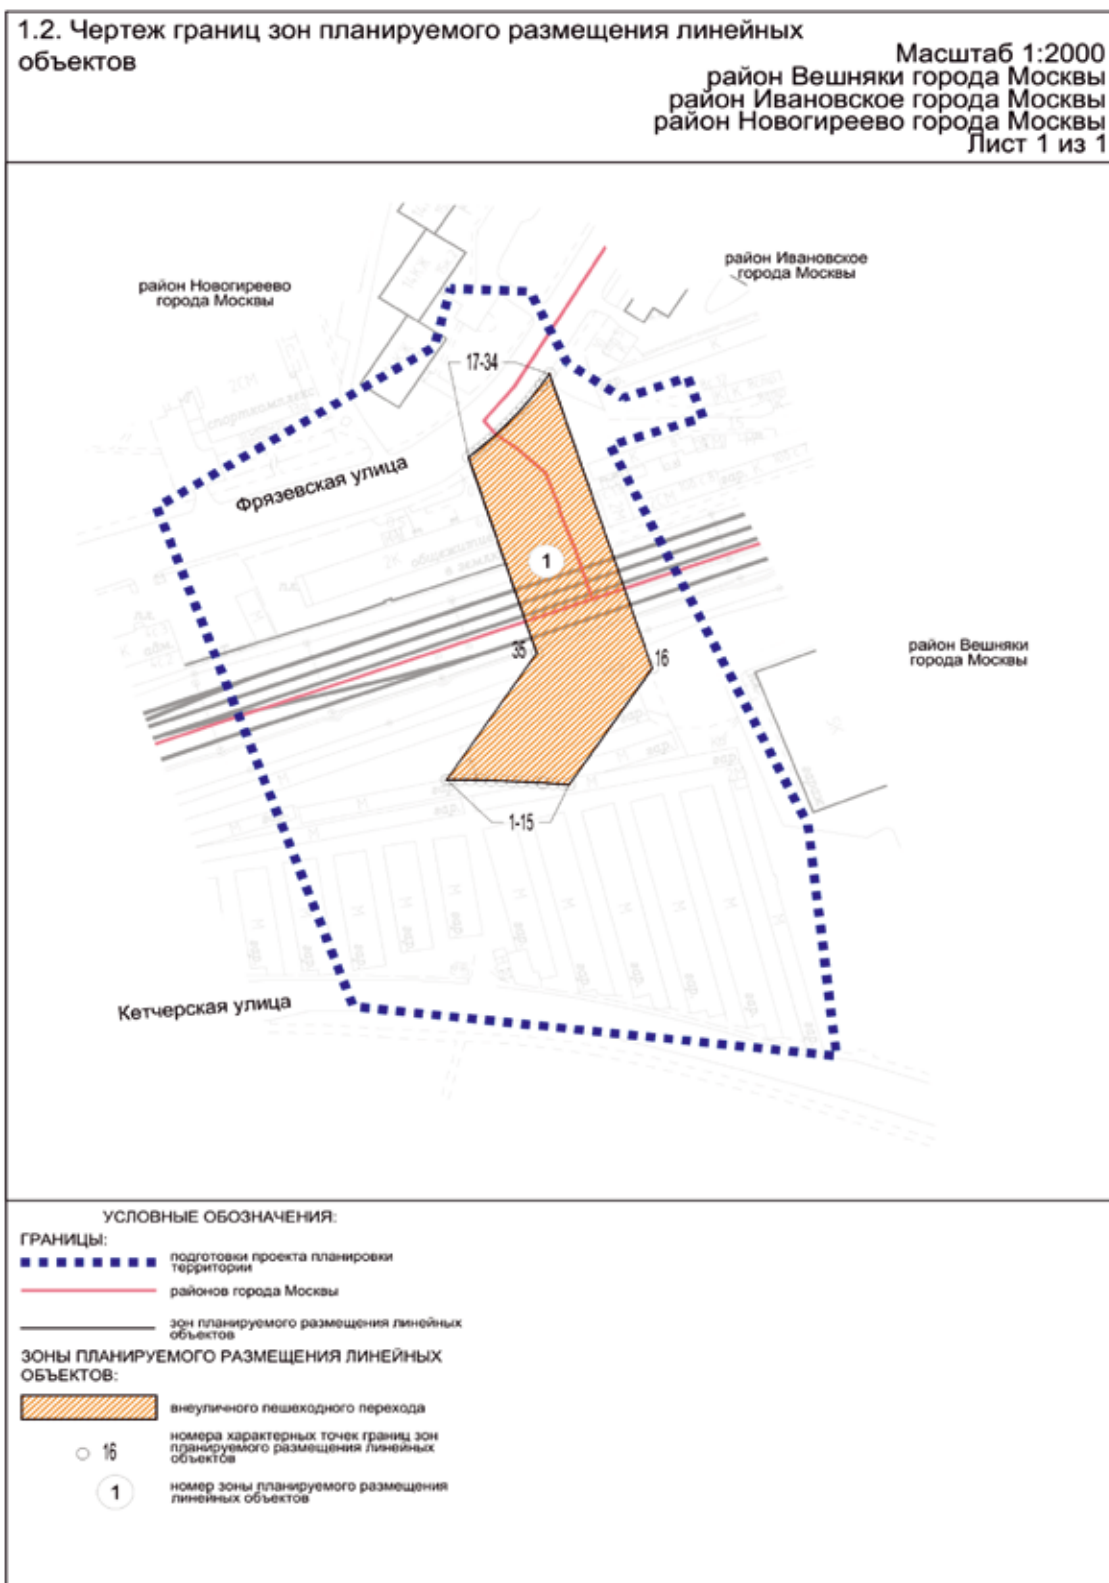 1.2. Чертеж границ зон планируемого размещения линейных
объектов
Масштаб 1:2000
район Вешняки города Москвы
район Ивановское города Москвы
район Новогиреево города Москвы
Лист 1 из 1
район Новогиреево
города Москвы
район Ивановское
города Москвы
17-34
2СМ
спорткомплекс
Фрязевская улица
2К
общежитие
1
35
16
район Вешняки
города Москвы
1-15
Кетчерская улица
УСЛОВНЫЕ ОБОЗНАЧЕНИЯ:
ГРАНИЦЫ:
подготовки проекта планировки
территории
районов города Москвы
зон планируемого размещения линейных
объектов
ЗОНЫ ПЛАНИРУЕМОГО РАЗМЕЩЕНИЯ ЛИНЕЙНЫХ
ОБЪЕКТОВ:
внеуличного пешеходного перехода
16
номера характерных точек границ зон
планируемого размещения линейных
объектов
1
номер зоны планируемого размещения
линейных объектов